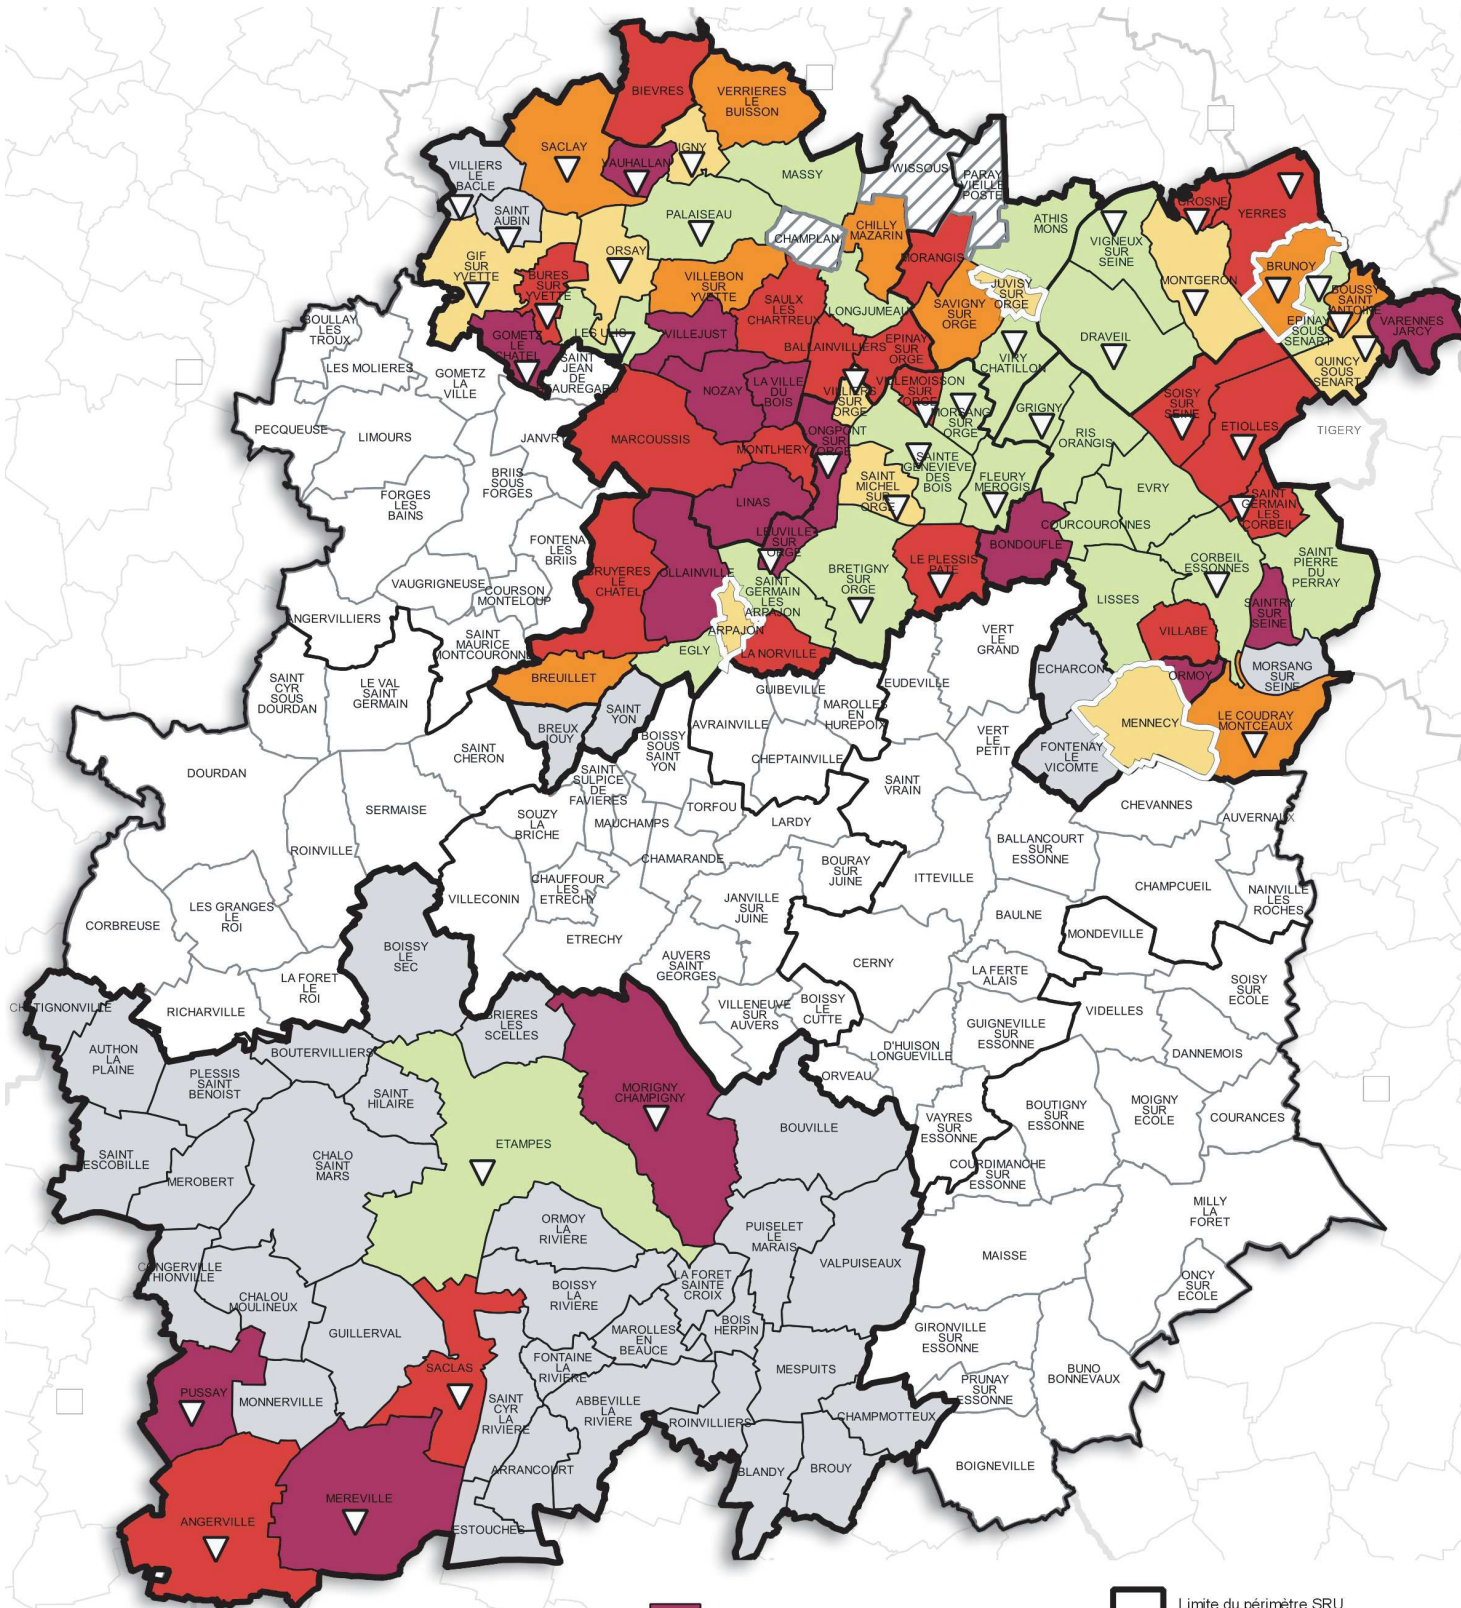 BIEVRES
VERRIERES
LE
BUISSON
SACLAY
VAUHALLAN
IGNY
MASSY
WISSOUS
PARAY
VIEILLE
POSTE
VILLIERS
LE
BACLE
SAINT
AUBIN
PALAISEAU
CHAMPLAN
CHILLY
MAZARIN
ATHIS
MONS
VIGNEUX
SUR
SEINE
CROSNE
YERRES
GIF
SUR
YVETTE
ORSAY
BURES
SUR
YVETTE
VILLEBON
SUR
YVETTE
MORANGIS
SAULX
LES
CHARTREUX
LONGJUMEAU
SAVIGNY
SUR
ORGE
JUVISY
SUR
ORGE
MONTGERON
BRUNOY
BOUSSY
SAINT
ANTOINE
EPINAY
SOUS
SENART
VARENNES
JARCY
QUINCY
SOUS
SENART
DRAVEIL
BOULLAY
LES
TROUX
LES MOLIERES
GOMETZ
LA
VILLE
GOMETZ
LE
CHATEL
LES ULIS
SAINT
JEAN
DE
BEAUREGARD
VILLEJUST
BALLAINVILLIERS
EPINAY
SUR
ORGE
VIRY
CHATILLON
NOZAY
LA VILLE
DU
BOIS
VILLIERS
SUR
ORGE
VILLEMOISSON
SUR
ORGE
MORSANG
SUR
ORGE
GRIGNY
SOISY
SUR
SEINE
ETIOLLES
TIGERY
PECQUEUSE
LIMOURS
JANVRY
MARCOUSSIS
MONTLHERY
LONGPONT
SUR
ORGE
RIS
ORANGIS
BRIIS
SOUS
FORGES
FORGES
LES
BAINS
SAINT
MICHEL
SUR
ORGE
SAINTE
GENEVIEVE
DES
BOIS
FLEURY
MEROGIS
EVRY
SAINT
GERMAIN
LES
CORBEIL
LINAS
LEUVILLE
SUR
ORGE
COURCOURONNES
BONDOUFLE
FONTENA
LES
BRIIS
BRUYERES
LE
CHATEL
OLLAINVILLE
SAINT
GERMAIN
LES
ARPAJON
BRETIGNY
SUR
ORGE
LE PLESSIS
PATE
CORBEIL
ESSONNES
SAINT
PIERRE
DU
PERRAY
VAUGRIGNEUSE
COURSON
MONTELOUP
LISSES
SAINTRY
SUR
SEINE
ANGERVILLIERS
SAINT
MAURICE
MONTCOURONNE
ARPAJON
EGLY
LA NORVILLE
VERT
LE
GRAND
VILLABE
ECHARCON
ORMOY
MORSANG
SUR
SEINE
SAINT
CYR
SOUS
DOURDAN
LE VAL
SAINT
GERMAIN
BREUILLET
GUIBEVILLE
EUDEVILLE
MAROLLES
EN
HUREPOIX
SAINT
YON
BREUX
JOUY
AVRAINVILLE
MENNECY
LE COUDRAY
MONTCEAUX
BOISSY
SOUS
SAINT
YON
VERT
LE
PETIT
FONTENAY
LE
VICOMTE
SAINT
CHERON
CHEPTAINVILLE
DOURDAN
SAINT
SULPICE
DE
FAVIERES
SAINT
VRAIN
SERMAISE
SOUZY
LA
BRICHE
MAUCHAMPS
TORFOU
LARDY
CHEVANNES
AUVERNAUX
BALLANCOURT
SUR
ESSONNE
ROINVILLE
CHAMARANDE
BOURAY
SUR
JUINE
ITTEVILLE
CHAMPCUEIL
NAINVILLE
LES
ROCHES
CHAUFFOUR
LES
ETRECHY
VILLECONIN
JANVILLE
SUR
JUINE
BAULNE
LES GRANGES
LE
ROI
CORBREUSE
ETRECHY
MONDEVILLE
BOISSY
LE
SEC
AUVERS
SAINT
GEORGES
CERNY
LA FERTE
ALAIS
SOISY
SUR
ECOLE
LA FORET
LE
ROI
RICHARVILLE
CHATIGNONVILLE
VILLENEUVE
SUR
AUVERS
BOISSY
LE
CUTTE
VIDELLES
BRIERES
LES
SCELLES
GUIGNEVILLE
SUR
ESSONNE
D'HUISON
LONGUEVILLE
DANNEMOIS
AUTHON
LA
PLAINE
BOUTERVILLIERS
PLESSIS
SAINT
BENOIST
ORVEAU
SAINT
HILAIRE
MORIGNY
CHAMPIGNY
BOUTIGNY
SUR
ESSONNE
MOIGNY
SUR
ECOLE
COURANCES
VAYRES
SUR
ESSONNE
BOUVILLE
ETAMPES
SAINT
ESCOBILLE
CHALO
SAINT
MARS
MEROBERT
COURDIMANCHE
SUR
ESSONNE
MILLY
LA
FORET
ORMOY
LA
RIVIERE
PUISELET
LE
MARAIS
MAISSE
VALPUISEAUX
CONGERVILLE
THIONVILLE
CHALOU
MOULINEUX
BOISSY
LA
RIVIERE
LA FORET
SAINTE
CROIX
ONCY
SUR
ECOLE
GUILLERVAL
MAROLLES
EN
BEAUCE
BOIS
HERPIN
GIRONVILLE
SUR
ESSONNE
FONTAINE
LA
RIVIERE
SACLAS
MESPUITS
BUNO
BONNEVAUX
PRUNAY
SUR
ESSONNE
PUSSAY
MONNERVILLE
SAINT
CYR
LA
RIVIERE
ABBEVILLE
LA
RIVIERE
ROINVILLIERS
CHAMPMOTTEUX
ARRANCOURT
BLANDY
BROUY
BOIGNEVILLE
MEREVILLE
ANGERVILLE
ESTOUCHES
Limite du périmètre SRU